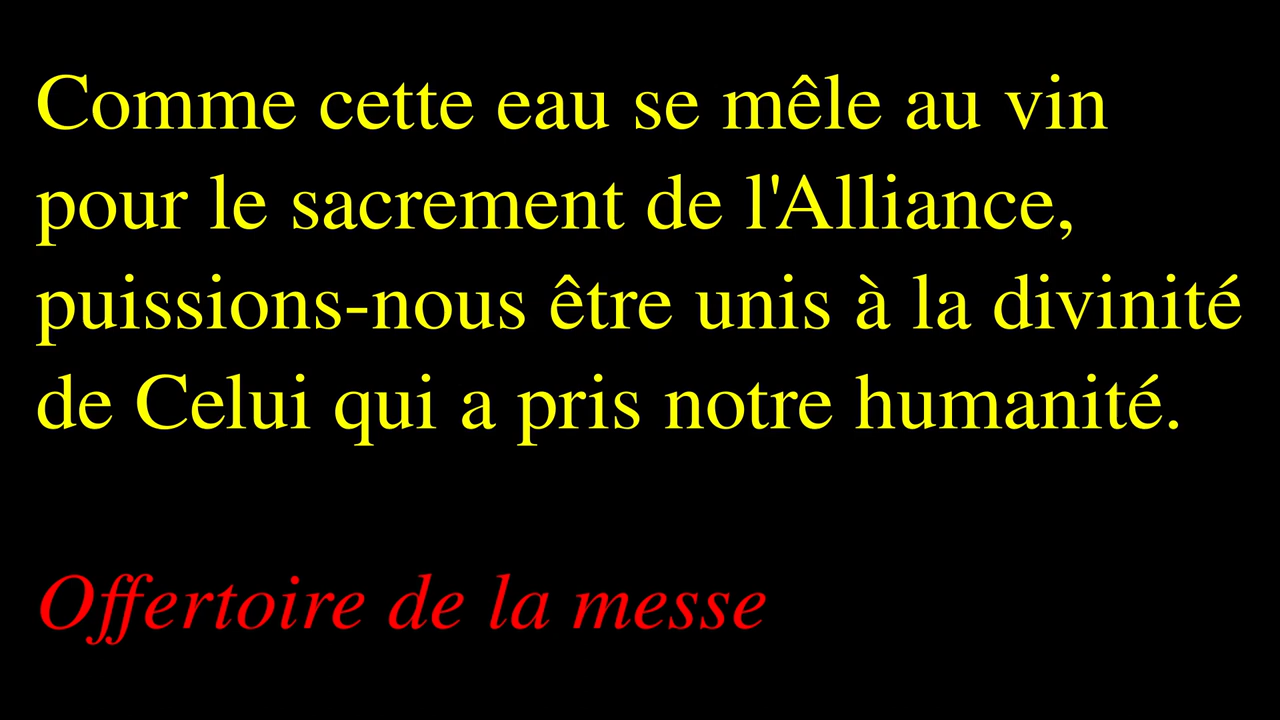 Comme cette eau se mêle au vin
pour le sacrement de l'Alliance,
puissions-nous être unis à la divinité
de Celui qui a pris notre humanité.
Offertoire de la messe